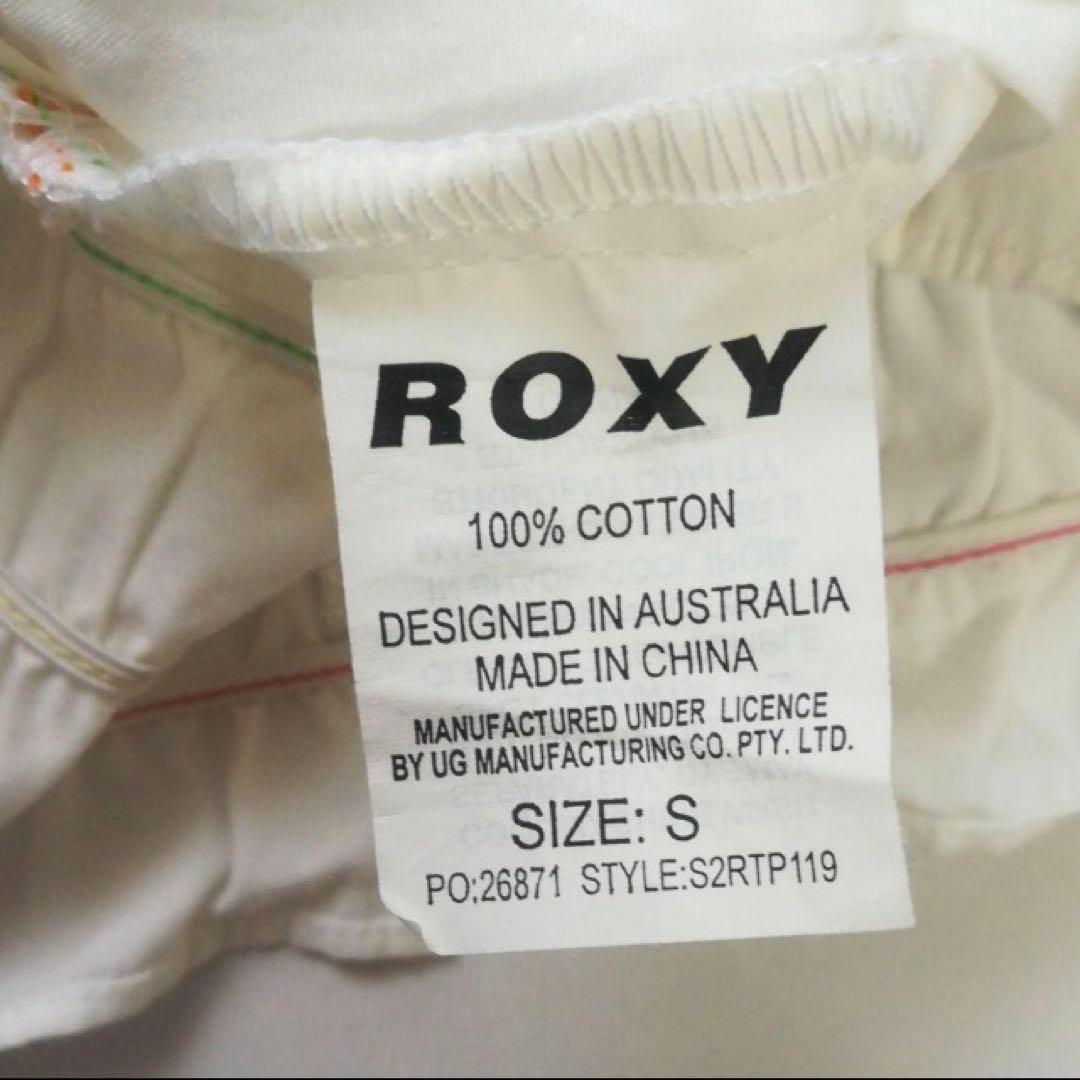 ROXY
100% COTTON
DESIGNED IN AUSTRALIA
MADE IN CHINA
MANUFACTURED UNDER LICENCE
BY UG MANUFACTURING CO. PTY. LTD.
SIZE: S
PO:26871 STYLE:S2RTP119